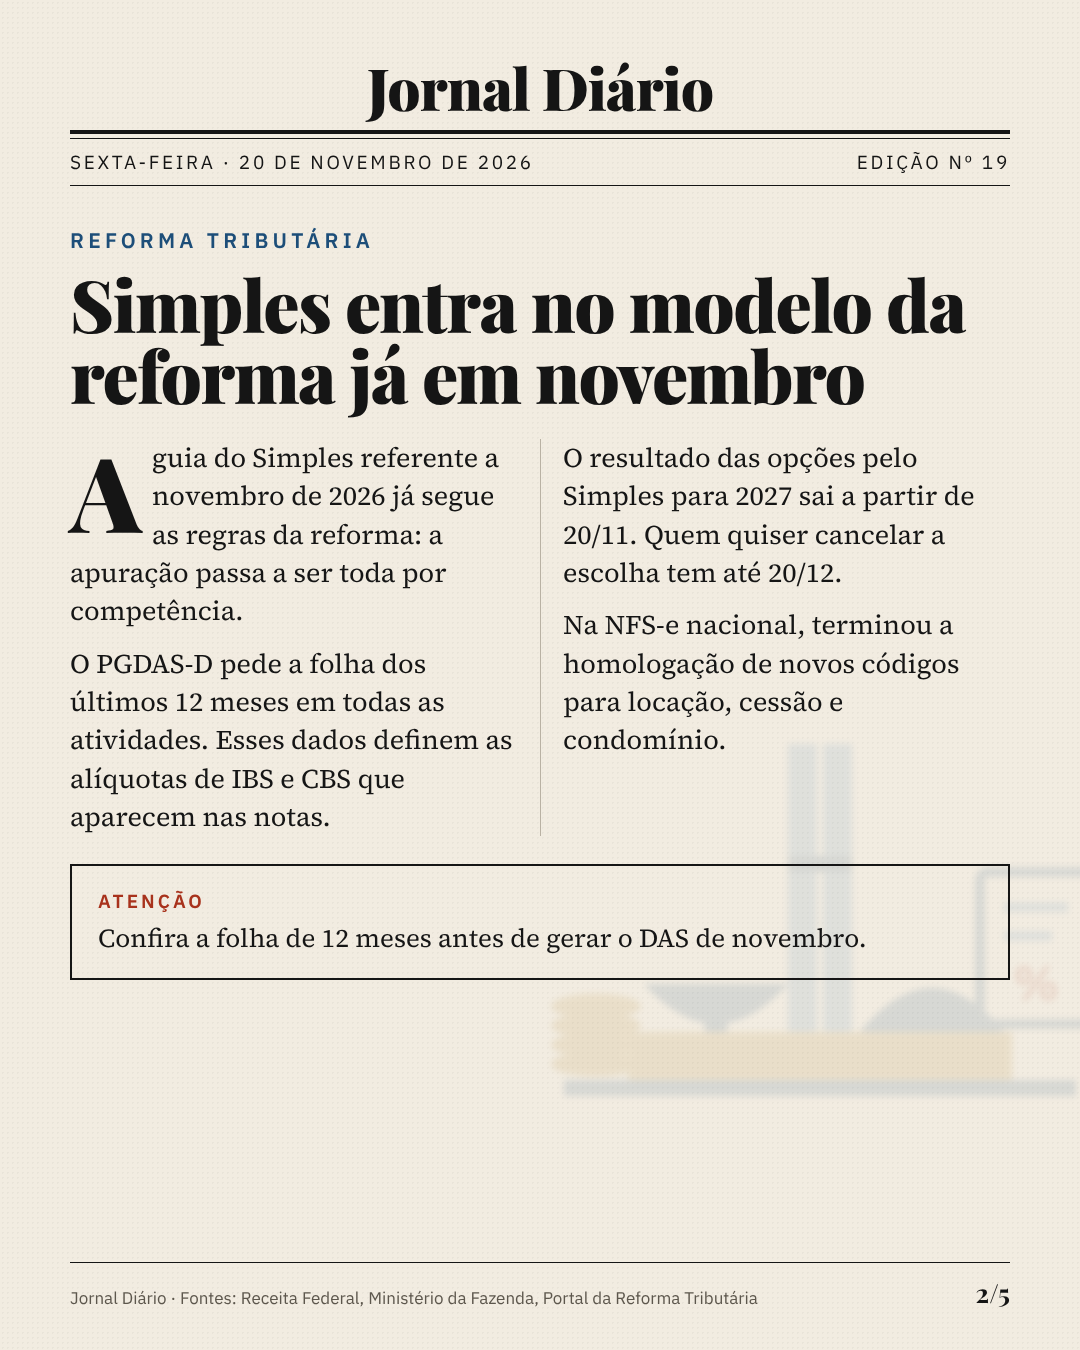 Jornal Diário
SEXTA-FEIRA · 20 DE NOVEMBRO DE 2026
EDIÇÃO Nº 19
REFORMA TRIBUTÁRIA
Simples entra no modelo da
reforma já em novembro
A guia do Simples referente a
novembro de 2026 já segue
as regras da reforma: a
apuração passa a ser toda por
competência.
O PGDAS-D pede a folha dos
últimos 12 meses em todas as
atividades. Esses dados definem as
alíquotas de IBS e CBS que
aparecem nas notas.
O resultado das opções pelo
Simples para 2027 sai a partir de
20/11. Quem quiser cancelar a
escolha tem até 20/12.
Na NFS-e nacional, terminou a
homologação de novos códigos
para locação, cessão e
condomínio.
ATENÇÃO
Confira a folha de 12 meses antes de gerar o DAS de novembro.
%
Jornal Diário · Fontes: Receita Federal, Ministério da Fazenda, Portal da Reforma Tributária
2/5